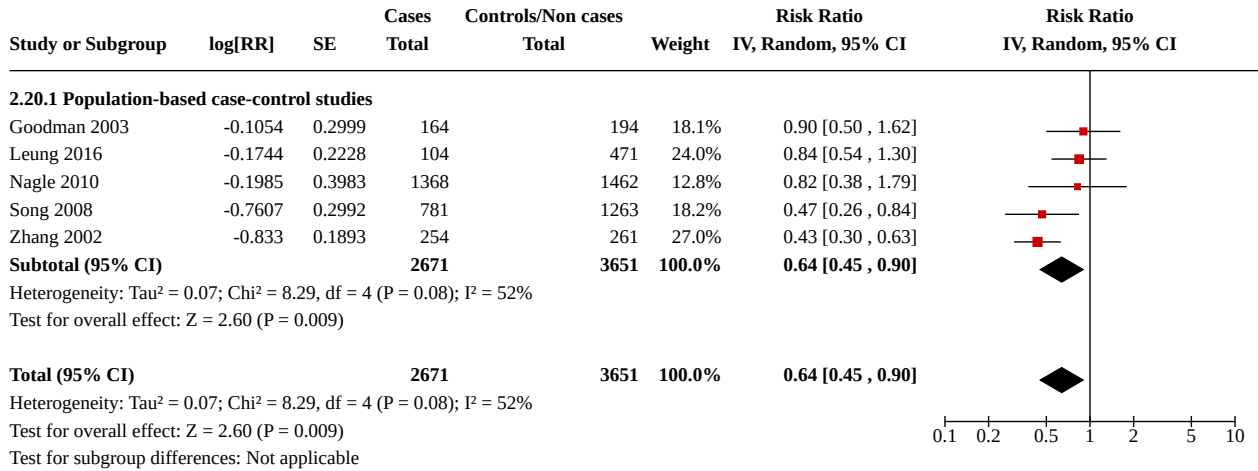 Cases Controls/Non cases Risk Ratio Risk Ratio
Study or Subgroup log[RR] SE Total Total Weight IV, Random, 95% CI IV, Random, 95% CI
2.20.1 Population-based case-control studies
Goodman 2003 -0.1054 0.2999 164 194 18.1% 0.90 [0.50 , 1.62]
Leung 2016 -0.1744 0.2228 104 471 24.0% 0.84 [0.54 , 1.30]
Nagle 2010 -0.1985 0.3983 1368 1462 12.8% 0.82 [0.38 , 1.79]
Song 2008 -0.7607 0.2992 781 1263 18.2% 0.47 [0.26 , 0.84]
Zhang 2002 -0.833 0.1893 254 261 27.0% 0.43 [0.30 , 0.63]
Subtotal (95% CI) 2671 3651 100.0% 0.64 [0.45 , 0.90]
Heterogeneity: Tau² = 0.07; Chi² = 8.29, df = 4 (P = 0.08); I² = 52%
Test for overall effect: Z = 2.60 (P = 0.009)
Total (95% CI) 2671 3651 100.0% 0.64 [0.45 , 0.90]
Heterogeneity: Tau² = 0.07; Chi² = 8.29, df = 4 (P = 0.08); I² = 52%
Test for overall effect: Z = 2.60 (P = 0.009)
0.1 0.2 0.5 1 2 5 10
Test for subgroup differences: Not applicable